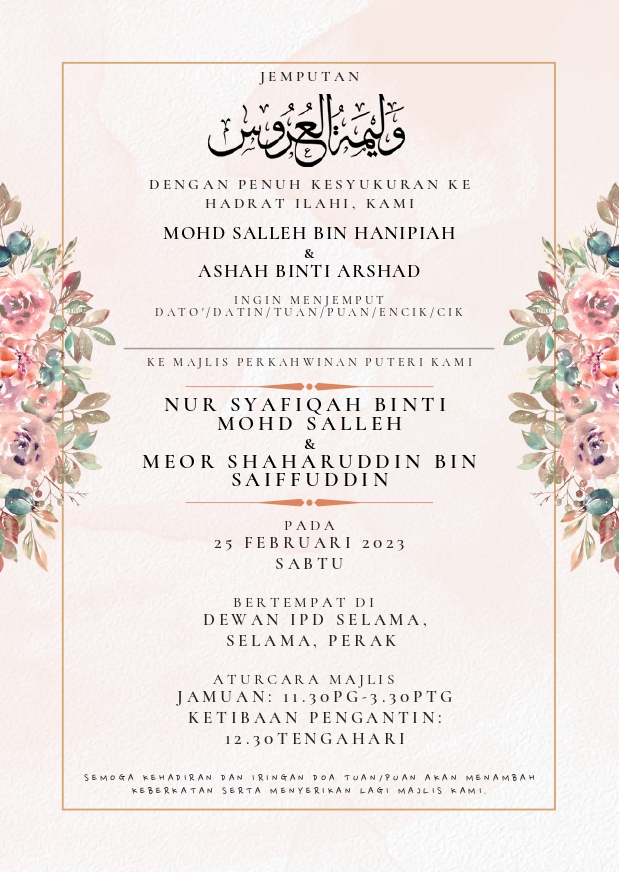 JEMPUTAN
وَلِيمَةُ الْعُرُوسِ
DENGAN PENUH KESYUKURAN KE
HADRAT ILAHI, KAMI
MOHD SALLEH BIN HANIPIAH
&
ASHAH BINTI ARSHAD
INGIN MENJEMPUT
DATO'/DATIN/TUAN/PUAN/ENCIK/CIK
KE MAJLIS PERKAHWINAN PUTERI KAMI
NUR SYAFIQAH BINTI
MOHD SALLEH
&
MEOR SHAHARUDDIN BIN
SAIFFUDDIN
PADA
25 FEBRUARI 2023
SABTU
BERTEMPAT DI
DEWAN IPD SELAMA,
SELAMA, PERAK
ATURCARA MAJLIS
JAMUAN: 11.30PG-3.30PTG
KETIBAAN PENGANTIN:
12.30TENGAHARI
SEMOGA KEHADIRAN DAN IRINGAN DOA TUAN/PUAN AKAN MENAMBAH
KEBERKATAN SERTA MENYERIKAN LAGI MAJLIS KAMI.